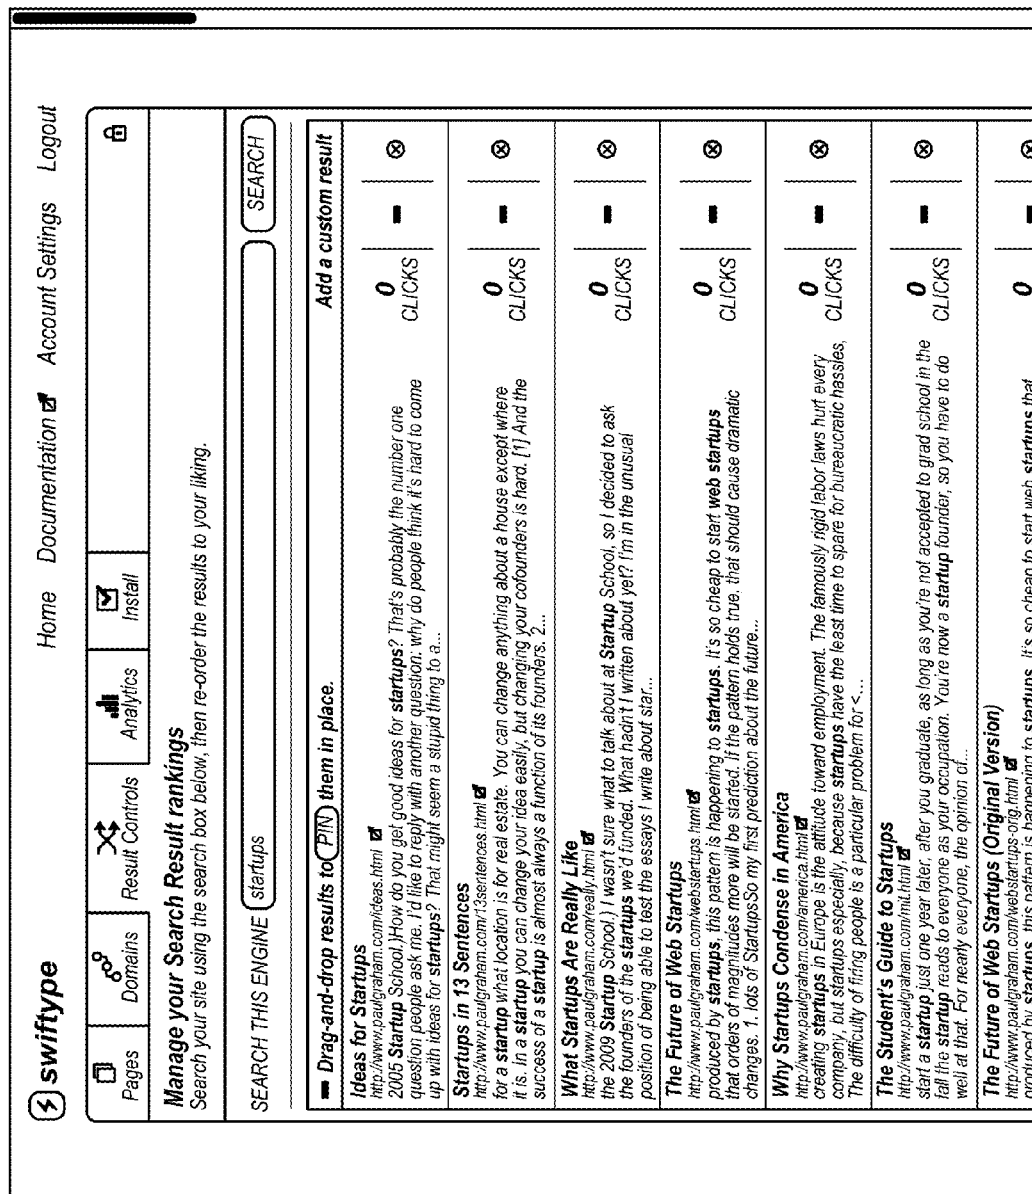 swiftype
Home Documentation Account Settings Logout
Pages Domains Result Controls Analytics Install
Manage your Search Result rankings
Search your site using the search box below, then re-order the results to your liking.
SEARCH THIS ENGINE startups SEARCH
Drag-and-drop results to PIN them in place. Add a custom result
Ideas for Startups
http://www.paulgraham.com/ideas.html
2005 Startup School.)How do you get good ideas for startups? That's probably the number one
question people ask me. I'd like to reply with another question: why do people think it's hard to come
up with ideas for startups? That might seem a stupid thing to a...
0
CLICKS
Startups in 13 Sentences
http://www.paulgraham.com/13sentences.html
for a startup what location is for real estate. You can change anything about a house except where
it is. In a startup you can change your idea easily, but changing your cofounders is hard. [1] And the
success of a startup is almost always a function of its founders. 2...
0
CLICKS
What Startups Are Really Like
http://www.paulgraham.com/really.html
the 2009 Startup School.) I wasn't sure what to talk about at Startup School, so I decided to ask
the founders of the startups we'd funded. What hadn't I written about yet? I'm in the unusual
position of being able to test the essays I write about star...
0
CLICKS
The Future of Web Startups
http://www.paulgraham.com/webstartups.html
produced by startups, this pattern is happening to startups. It's so cheap to start web startups
that orders of magnitudes more will be started. If the pattern holds true, that should cause dramatic
changes. 1. lots of StartupsSo my first prediction about the future...
0
CLICKS
Why Startups Condense in America
http://www.paulgraham.com/america.html
creating startups in Europe is the attitude toward employment. The famously rigid labor laws hurt every
company, but startups especially, because startups have the least time to spare for bureaucratic hassles,
The difficulty of firing people is a particular problem for <...
0
CLICKS
The Student's Guide to Startups
http://www.paulgraham.com/mit.html
start a startup just one year later, after you graduate, as long as you're not accepted to grad school in the
fall the startup reads to everyone as your occupation. You're now a startup founder, so you have to do
well at that. For nearly everyone, the opinion of...
0
CLICKS
The Future of Web Startups (Original Version)
http://www.paulgraham.com/webstartups-orig.html
produced by startups, this pattern is happening to startups. It's so cheap to start web startups that
0